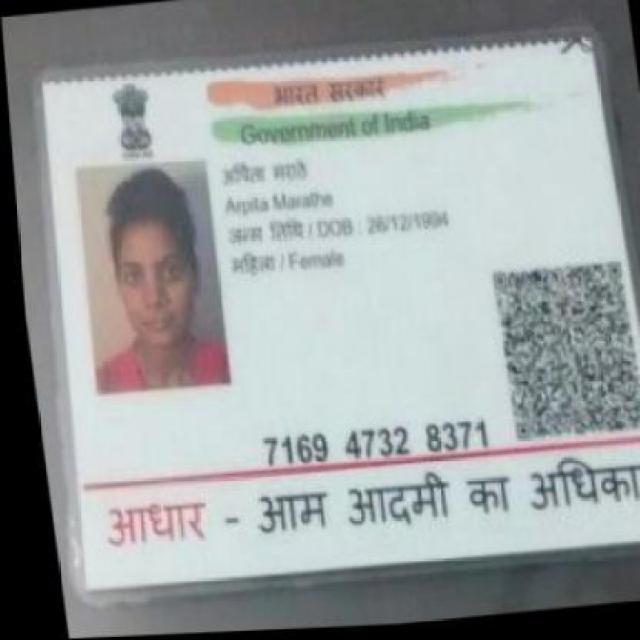 भारत सरकार
Government of India
अर्पिता मराठे
Arpita Marathe
जन्म तिथि / DOB : 26/12/1994
महिला / Female
7169 4732 8371
आधार - आम आदमी का अधिका